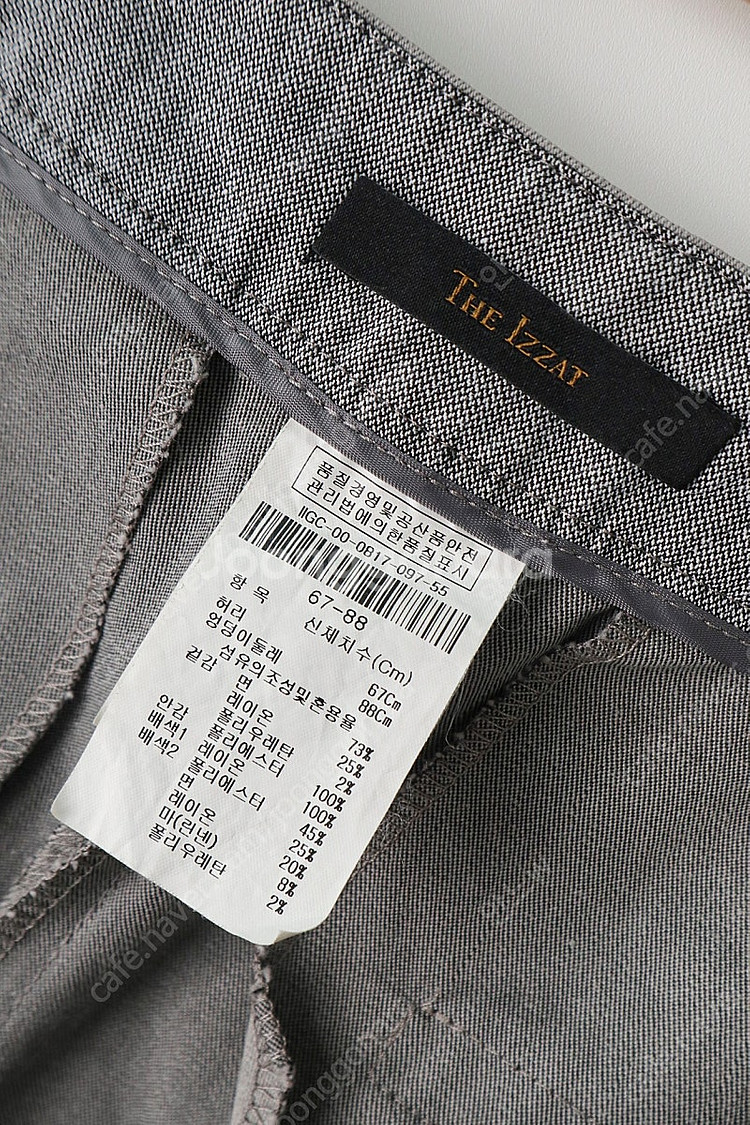 THE IZZAT
품질경영및공산품안전
관리법에의한품질표시
IIGC-00-0817-097-55
67-88
항 목 신체치수(Cm)
허리 67Cm
엉덩이둘레 88Cm
섬유의조성및혼용율
겉감 면 73%
레이온 25%
폴리우레탄 2%
안감 폴리에스터 100%
배색1 레이온 100%
배색2 폴리에스터 45%
면 25%
레이온 20%
마(린넨) 8%
폴리우레탄 2%